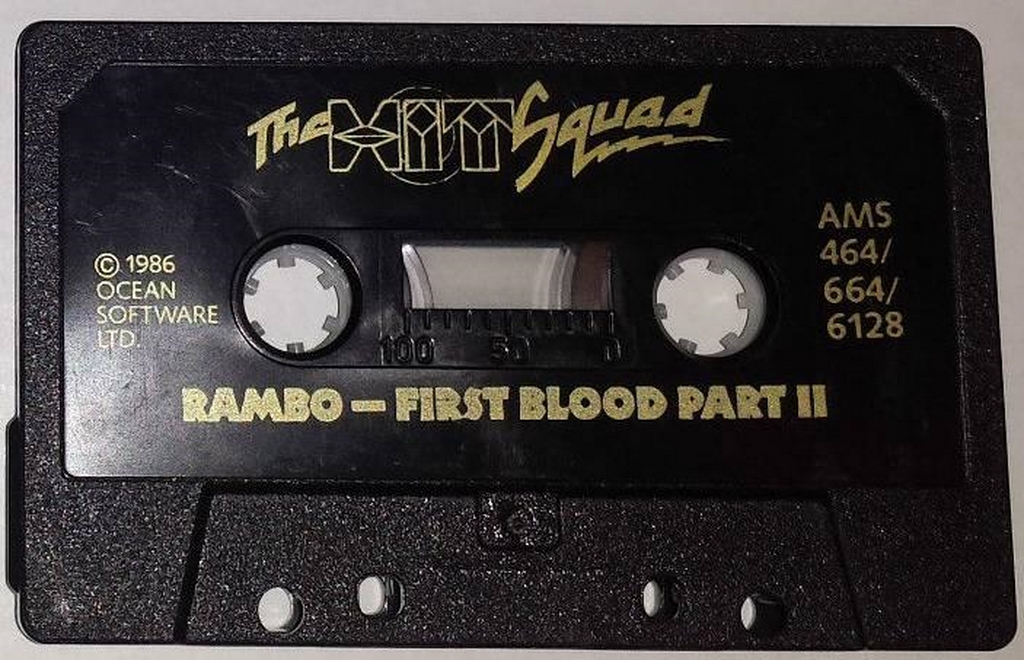 The HIT Squad
© 1986
OCEAN
SOFTWARE
LTD.
AMS
464/
664/
6128
100 50 0
RAMBO — FIRST BLOOD PART II